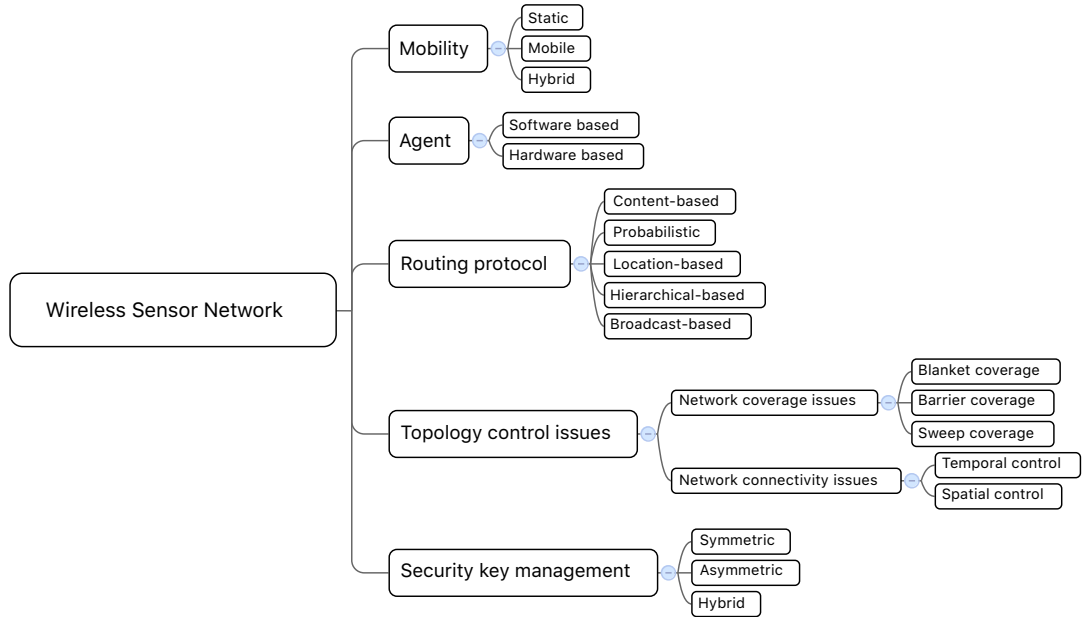 Wireless Sensor Network
Mobility
Static
Mobile
Hybrid
Agent
Software based
Hardware based
Routing protocol
Content-based
Probabilistic
Location-based
Hierarchical-based
Broadcast-based
Topology control issues
Network coverage issues
Blanket coverage
Barrier coverage
Sweep coverage
Network connectivity issues
Temporal control
Spatial control
Security key management
Symmetric
Asymmetric
Hybrid